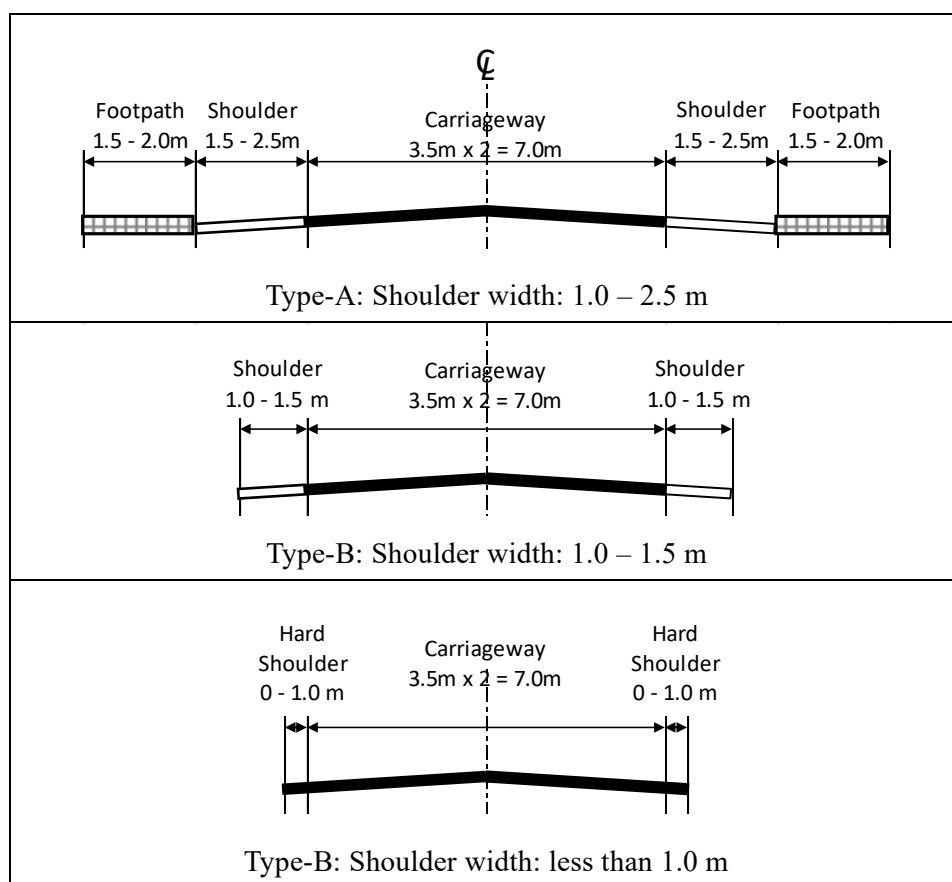 ℄
Footpath Shoulder Carriageway Shoulder Footpath
1.5 - 2.0m 1.5 - 2.5m 3.5m x 2 = 7.0m 1.5 - 2.5m 1.5 - 2.0m
Type-A: Shoulder width: 1.0 – 2.5 m
Shoulder Carriageway Shoulder
1.0 - 1.5 m 3.5m x 2 = 7.0m 1.0 - 1.5 m
Type-B: Shoulder width: 1.0 – 1.5 m
Hard Hard
Shoulder Carriageway Shoulder
0 - 1.0 m 3.5m x 2 = 7.0m 0 - 1.0 m
Type-B: Shoulder width: less than 1.0 m